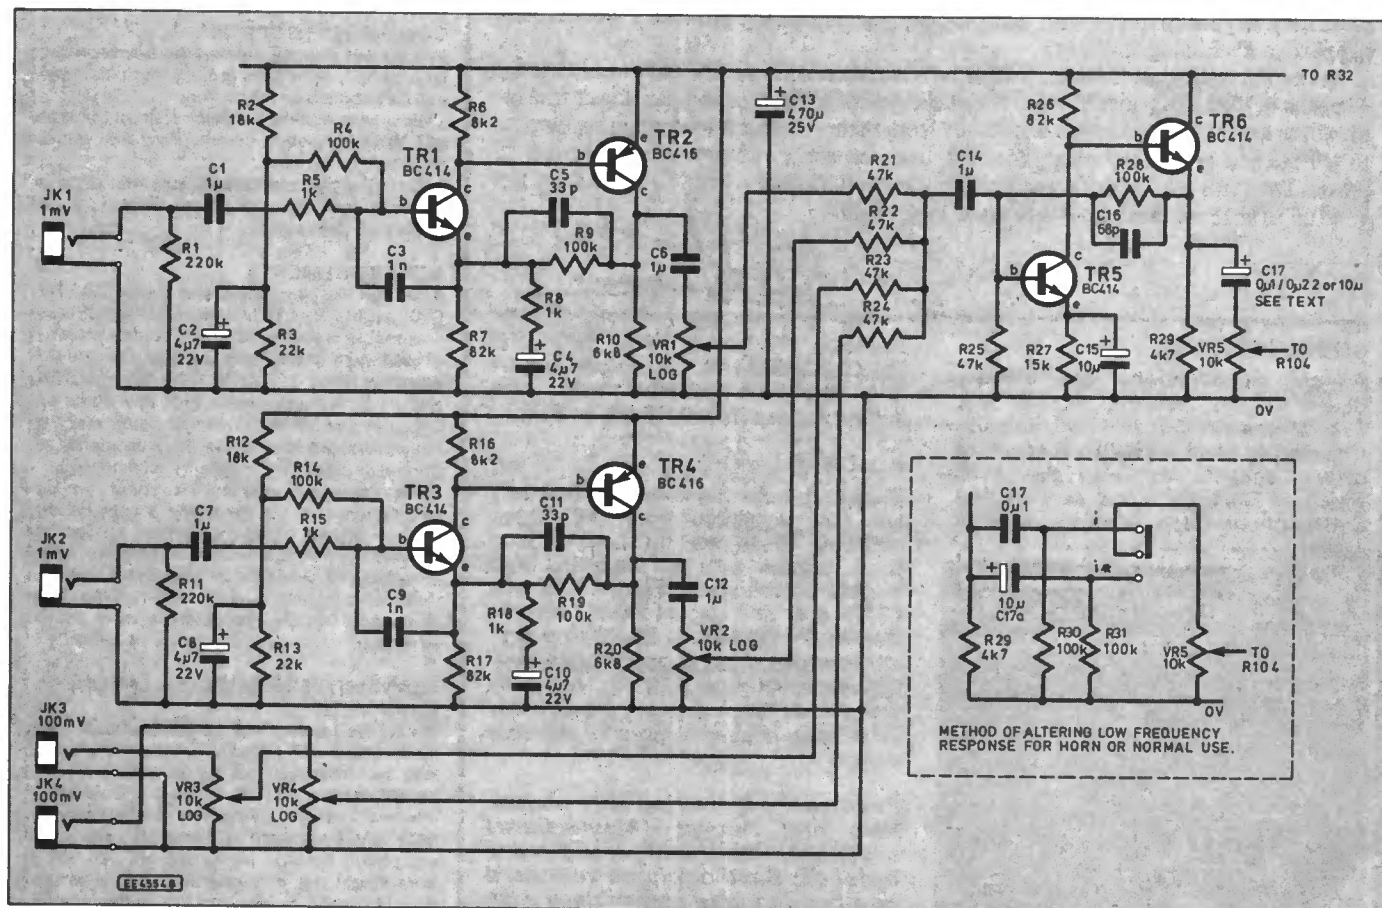 TO R32
R2
18k
R4
100k
R6
8k2
TR1
BC414
TR2
BC416
C13
470µ
25V
R26
82k
TR6
BC414
JK1
1mV
C1
1µ
R5
1k
b
c
e
b
e
c
C5
33p
R9
100k
C6
1µ
R1
220k
C3
1n
R8
1k
C2
4µ7
22V
R3
22k
R7
82k
C4
4µ7
22V
R10
6k8
VR1
10k
LOG
R21
47k
R22
47k
R23
47k
R24
47k
C14
1µ
b
c
e
R28
100k
C16
68p
b
c
e
TR5
BC414
C17
0µ1/0µ22 or 10µ
SEE TEXT
R25
47k
R27
15k
C15
10µ
R29
4k7
VR5
10k
TO
R104
0V
R12
18k
R14
100k
R16
8k2
TR3
BC414
TR4
BC416
JK2
1mV
C7
1µ
R15
1k
b
c
e
b
e
c
C11
33p
R19
100k
C12
1µ
R11
220k
C9
1n
R18
1k
C8
4µ7
22V
R13
22k
R17
82k
C10
4µ7
22V
R20
6k8
VR2
10k LOG
JK3
100mV
JK4
100mV
VR3
10k
LOG
VR4
10k
LOG
C17
0µ1
10µ
C17a
R29
4k7
R30
100k
R31
100k
VR5
10k
TO
R104
0V
METHOD OF ALTERING LOW FREQUENCY
RESPONSE FOR HORN OR NORMAL USE.
EE4554G